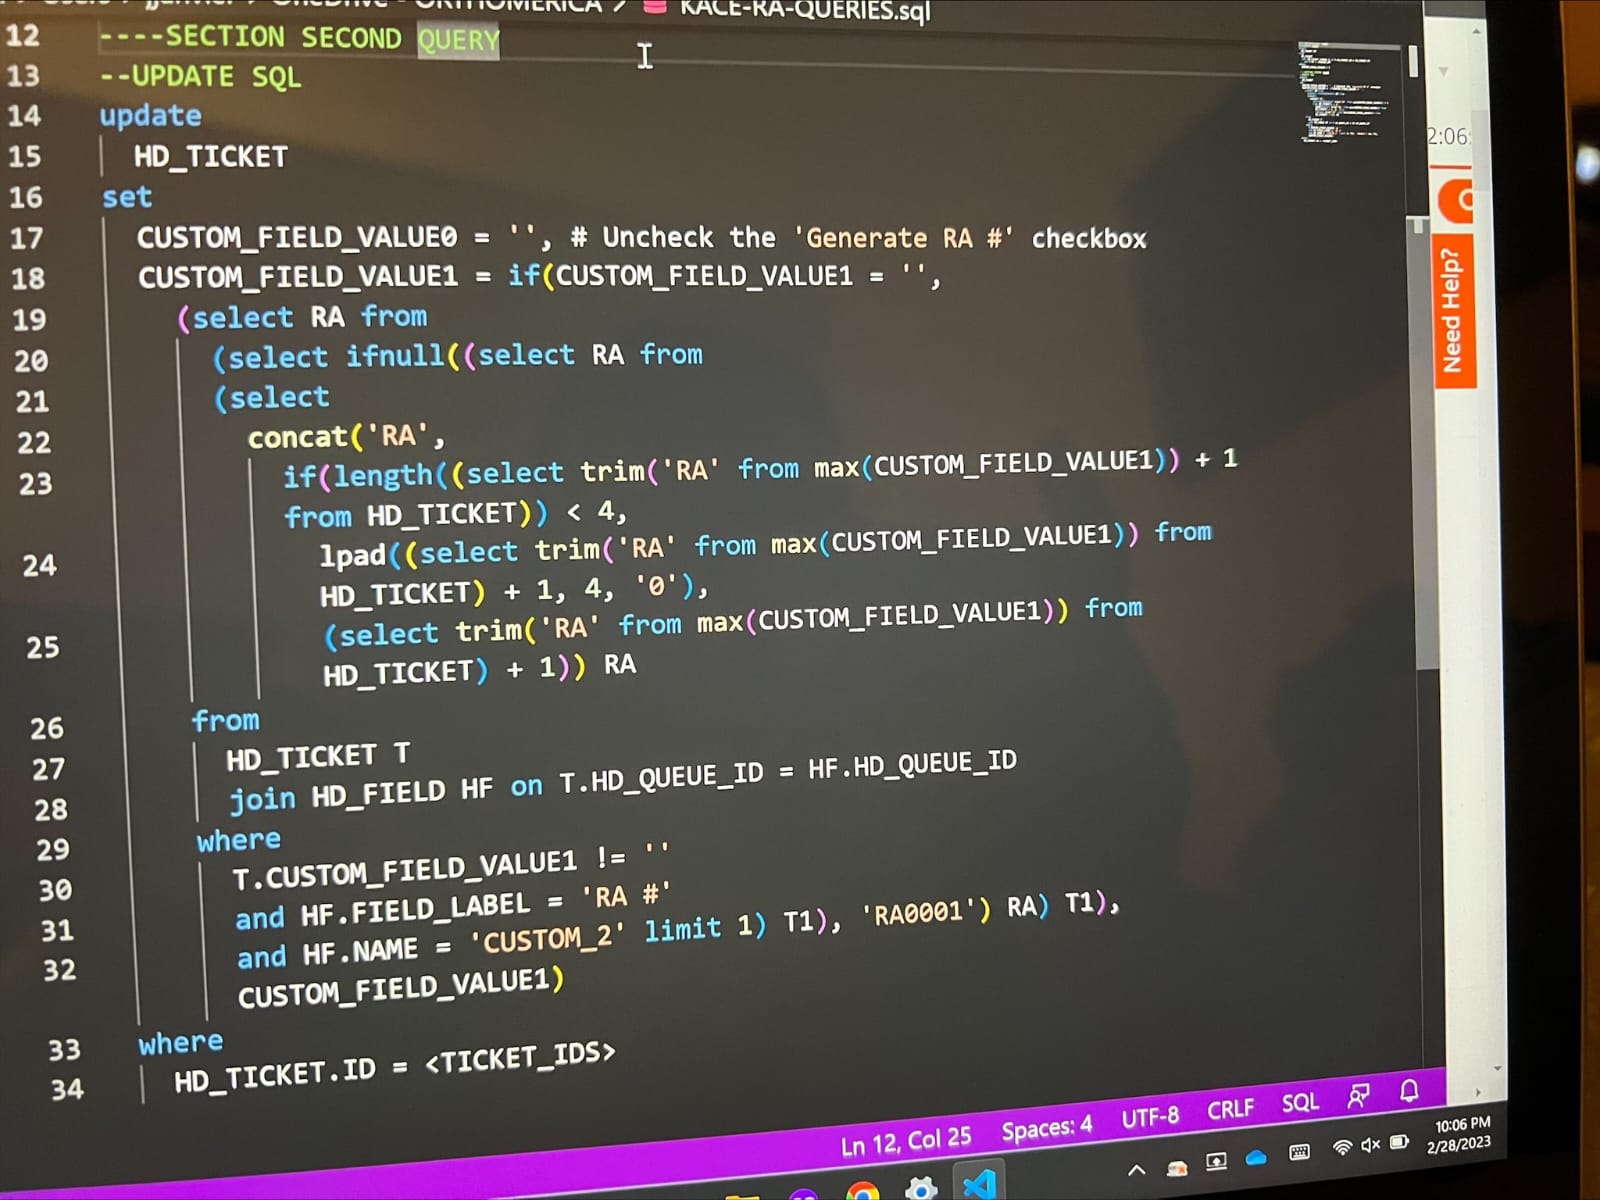 KACE-RA-QUERIES.sql
12 ----SECTION SECOND QUERY
13 --UPDATE SQL
14 update
15 HD_TICKET
16 set
17 CUSTOM_FIELD_VALUE0 = '', # Uncheck the 'Generate RA #' checkbox
18 CUSTOM_FIELD_VALUE1 = if(CUSTOM_FIELD_VALUE1 = '',
19 (select RA from
20 (select ifnull((select RA from
21 (select
22 concat('RA',
23 if(length((select trim('RA' from max(CUSTOM_FIELD_VALUE1)) + 1
from HD_TICKET)) < 4,
24 lpad((select trim('RA' from max(CUSTOM_FIELD_VALUE1)) from
HD_TICKET) + 1, 4, '0'),
25 (select trim('RA' from max(CUSTOM_FIELD_VALUE1)) from
HD_TICKET) + 1)) RA
26 from
27 HD_TICKET T
28 join HD_FIELD HF on T.HD_QUEUE_ID = HF.HD_QUEUE_ID
29 where
30 T.CUSTOM_FIELD_VALUE1 != ''
31 and HF.FIELD_LABEL = 'RA #'
32 and HF.NAME = 'CUSTOM_2' limit 1) T1), 'RA0001') RA) T1),
CUSTOM_FIELD_VALUE1)
33 where
34 HD_TICKET.ID = <TICKET_IDS>
2:06:
Need Help?
Ln 12, Col 25 Spaces: 4 UTF-8 CRLF SQL
10:06 PM
2/28/2023